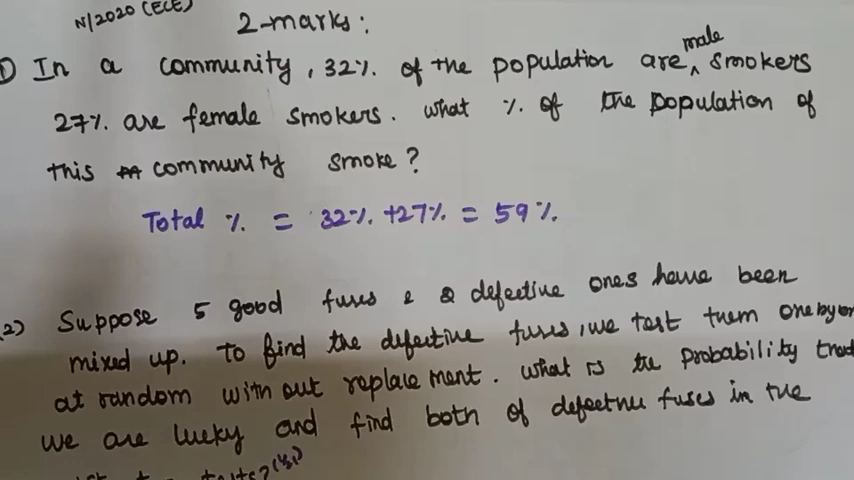 N/2020 (ECE)
2-marks:
1) In a community, 32%. of the population are male smokers
27%. are female smokers. what %. of the population of
this community smoke?
Total %. = 32%. +27%. = 59%.
(2) Suppose 5 good fuses & 2 defective ones have been
mixed up. To find the defective fuses, we test them one by on
at random with out replacement. what is the probability that
we are lucky and find both of defective fuses in the